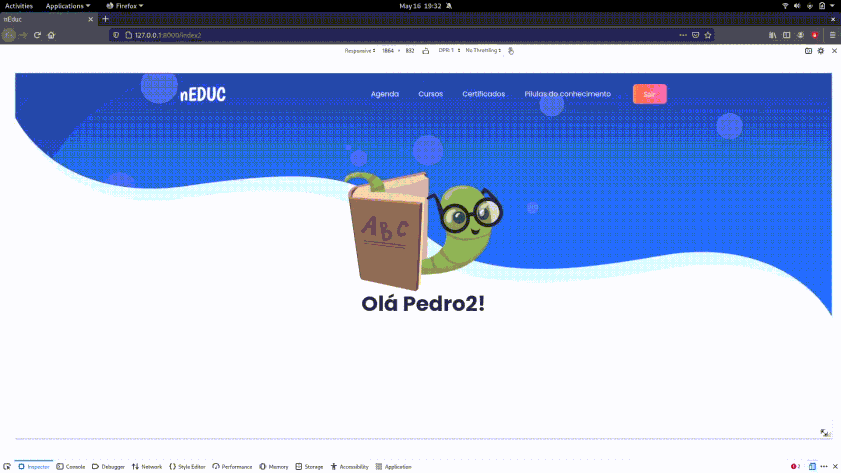 Activities Applications Firefox May 16 19:32
nEduc
127.0.0.1:8000/index2
Responsive 1864 × 832 DPR: 1 No Throttling
nEDUC Agenda Cursos Certificados Pílulas do conhecimento Sair
ABC
Olá Pedro2!
Inspector Console Debugger Network Style Editor Performance Memory Storage Accessibility Application 2